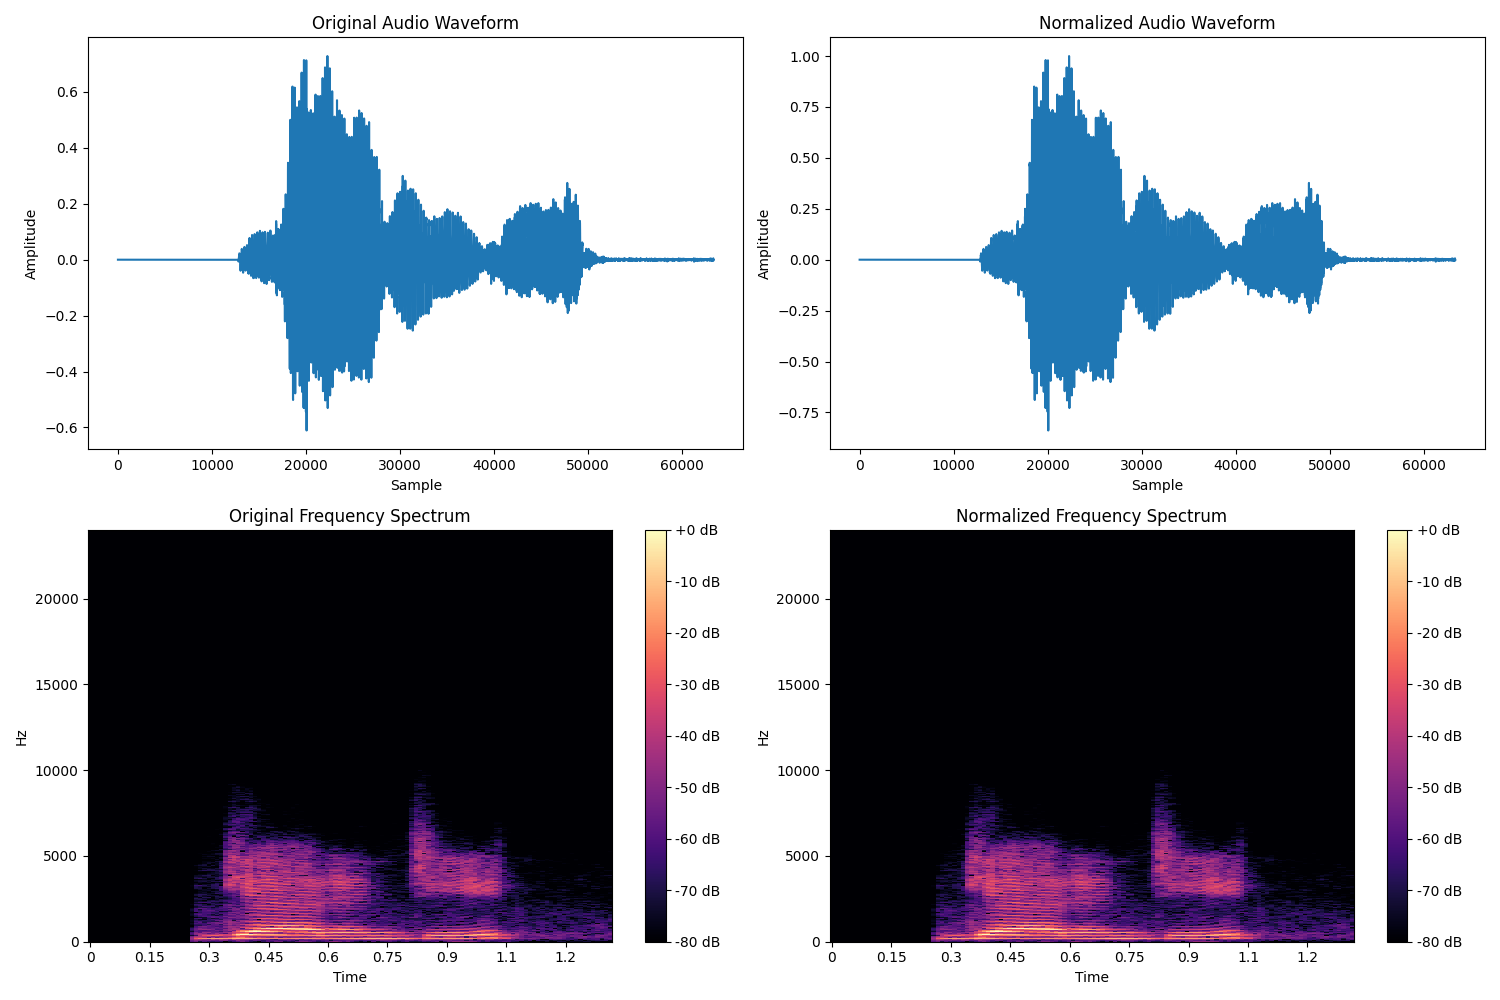 Original Audio Waveform
Amplitude
0.6
0.4
0.2
0.0
−0.2
−0.4
−0.6
0 10000 20000 30000 40000 50000 60000
Sample
Normalized Audio Waveform
Amplitude
1.00
0.75
0.50
0.25
0.00
−0.25
−0.50
−0.75
0 10000 20000 30000 40000 50000 60000
Sample
Original Frequency Spectrum
Hz
20000
15000
10000
5000
0
0 0.15 0.3 0.45 0.6 0.75 0.9 1.1 1.2
Time
+0 dB
-10 dB
-20 dB
-30 dB
-40 dB
-50 dB
-60 dB
-70 dB
-80 dB
Normalized Frequency Spectrum
Hz
20000
15000
10000
5000
0
0 0.15 0.3 0.45 0.6 0.75 0.9 1.1 1.2
Time
+0 dB
-10 dB
-20 dB
-30 dB
-40 dB
-50 dB
-60 dB
-70 dB
-80 dB